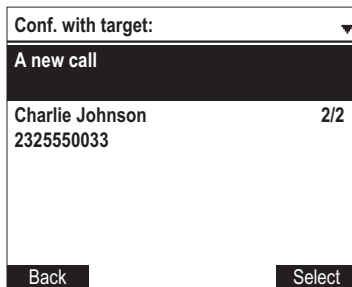 Conf. with target:
A new call
Charlie Johnson 2/2
2325550033
Back Select